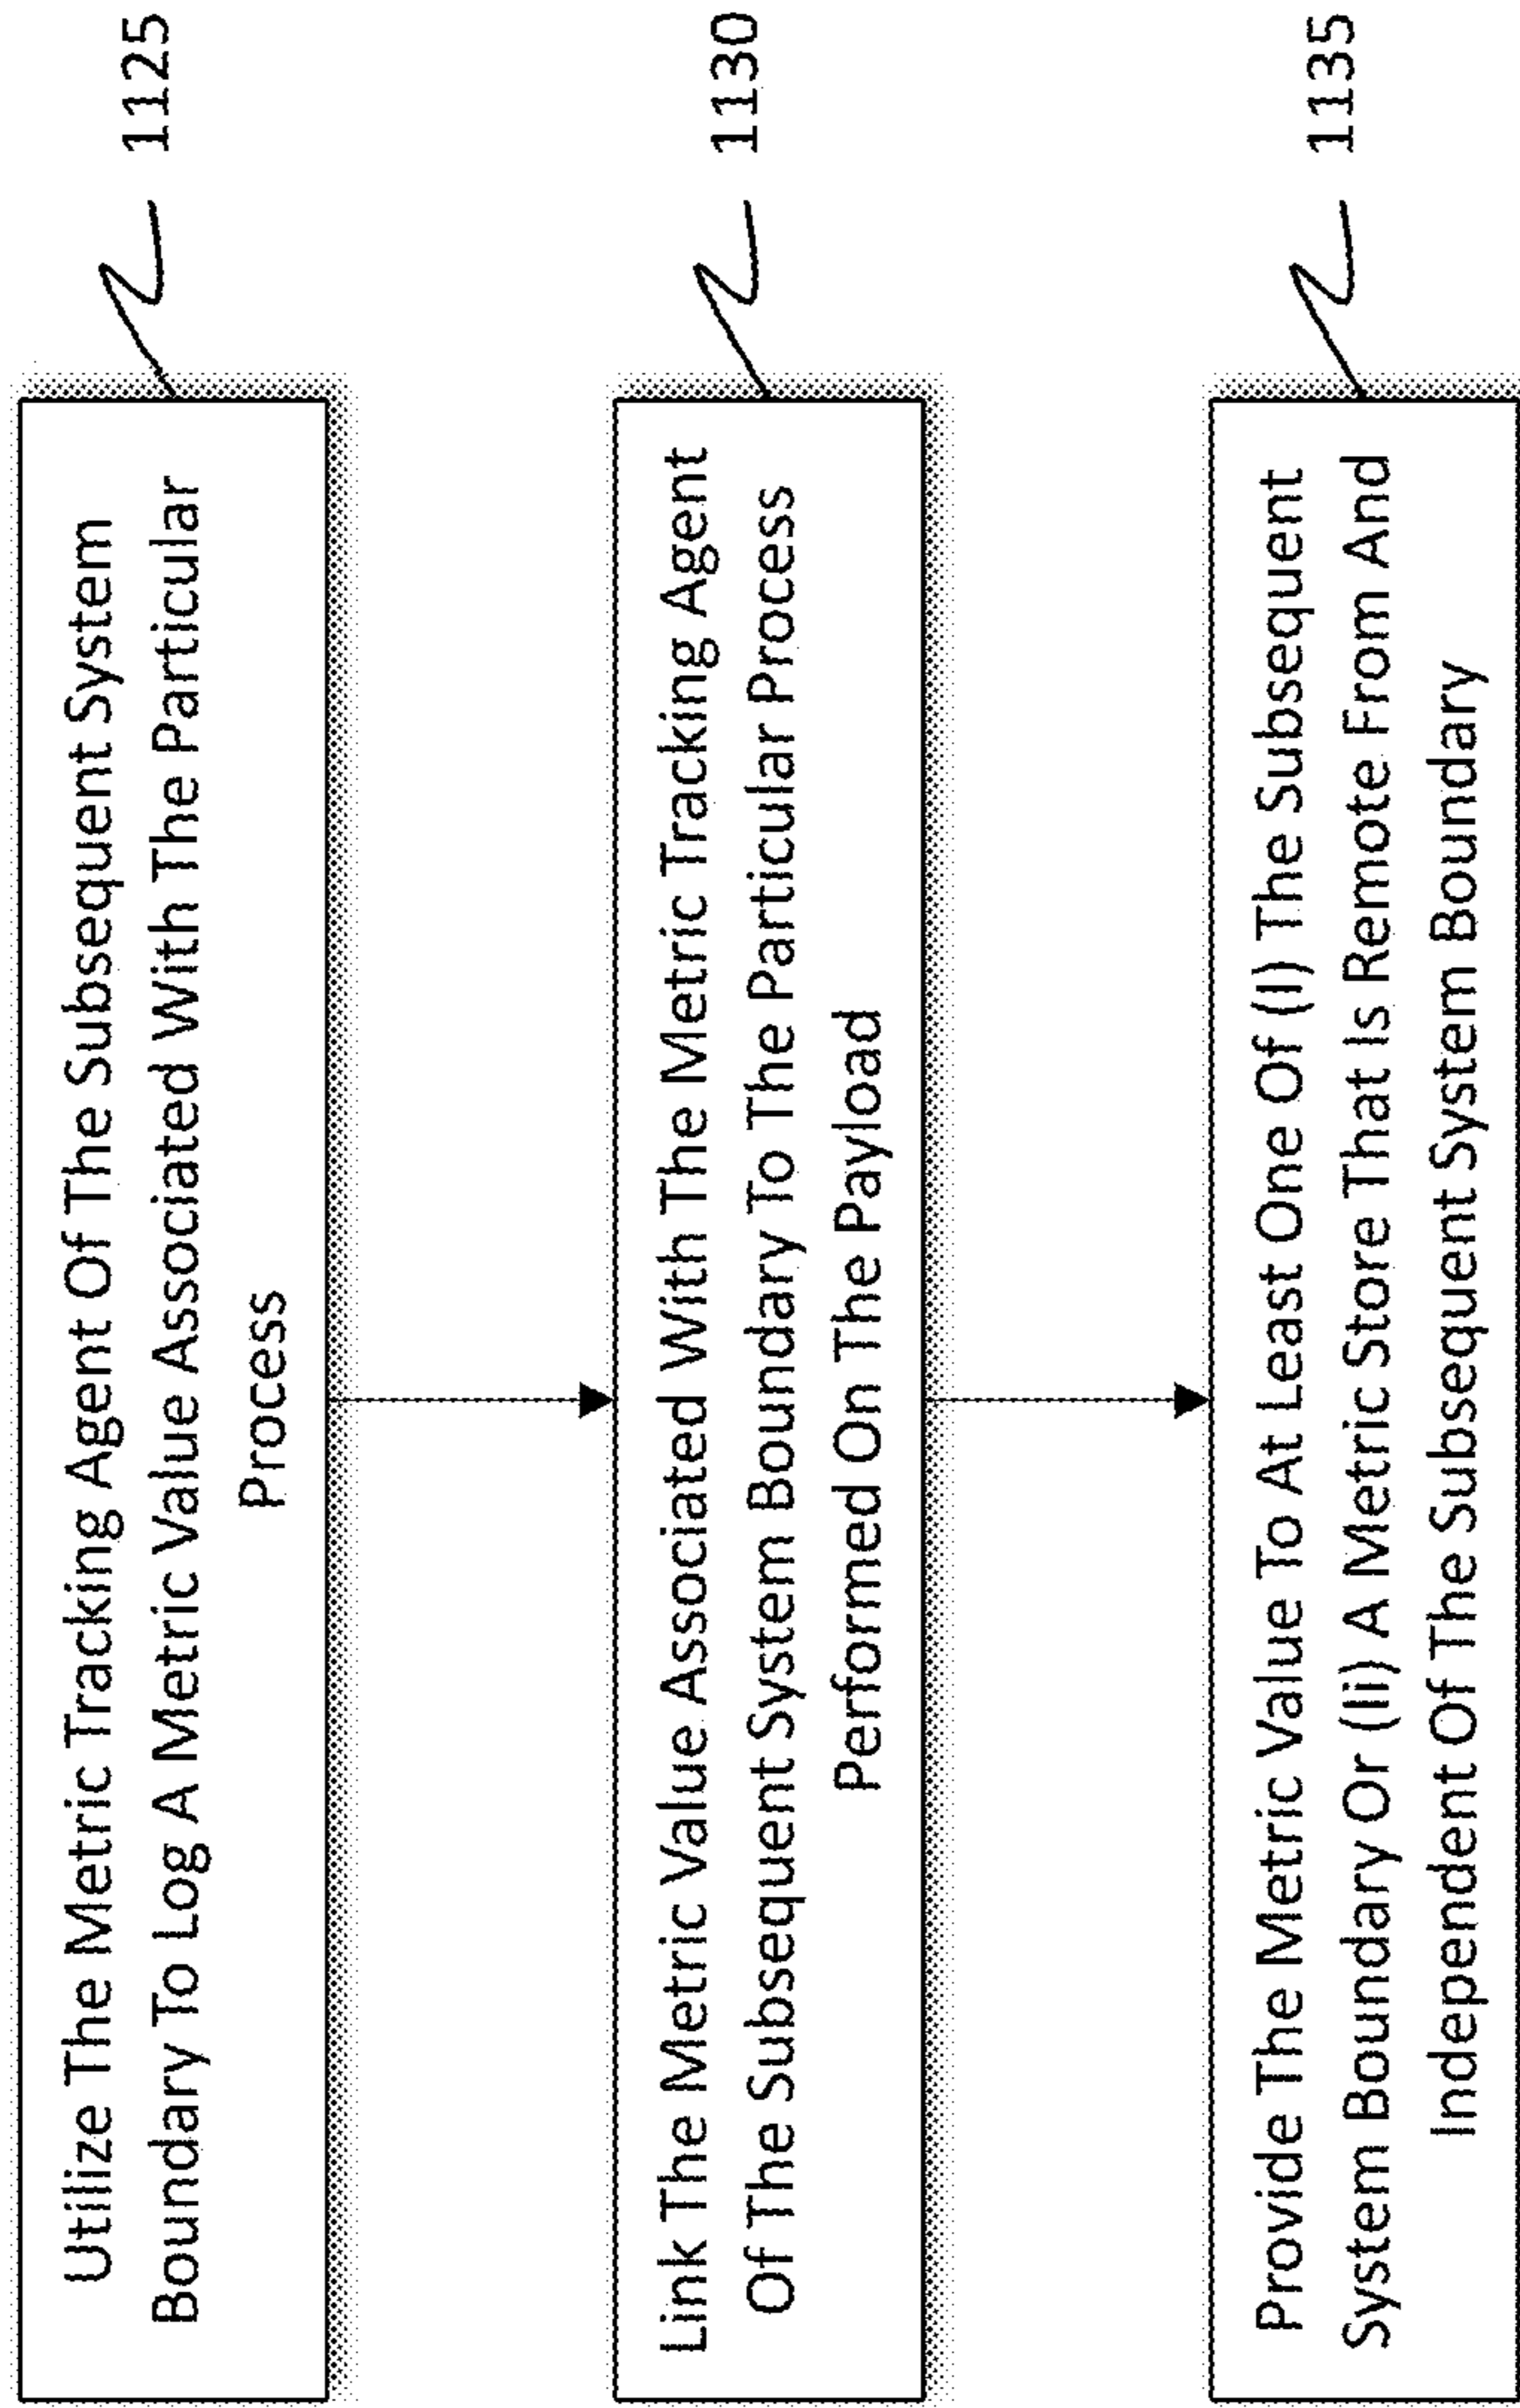 Utilize The Metric Tracking Agent Of The Subsequent System
Boundary To Log A Metric Value Associated With The Particular
Process
1125
Link The Metric Value Associated With The Metric Tracking Agent
Of The Subsequent System Boundary To The Particular Process
Performed On The Payload
1130
Provide The Metric Value To At Least One Of (I) The Subsequent
System Boundary Or (Ii) A Metric Store That Is Remote From And
Independent Of The Subsequent System Boundary
1135